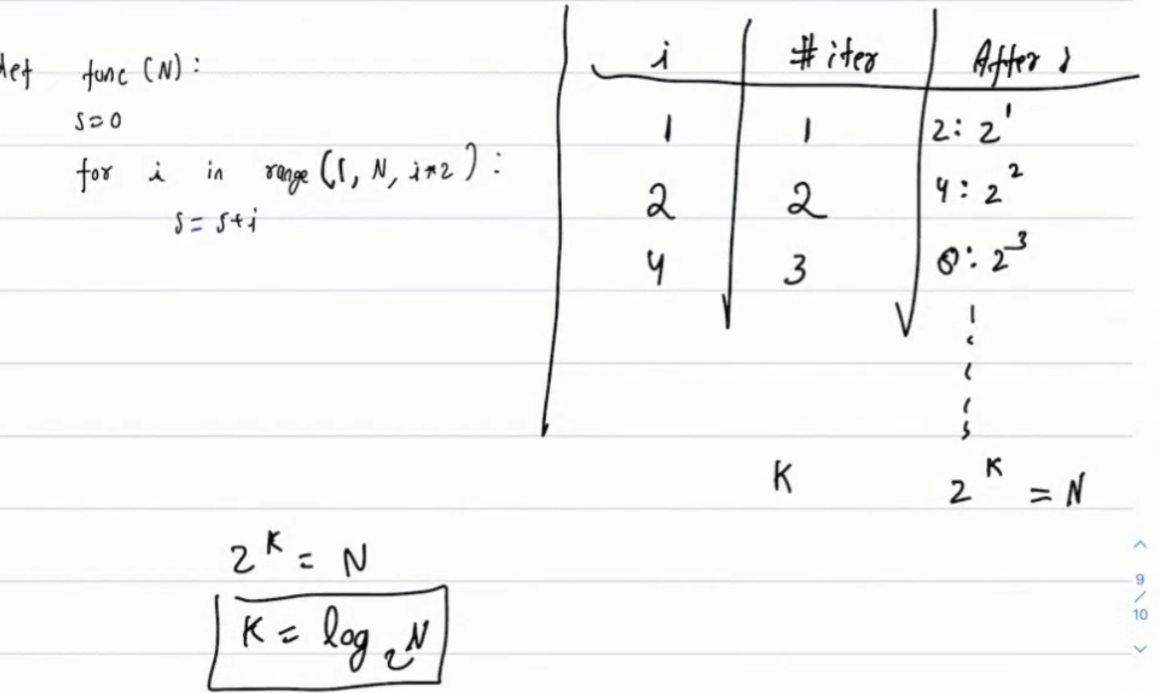 def func (N):
s=0
for i in range (1, N, i*2):
s = s+i
i # iter After i
1 1 2: 2^1
2 2 4: 2^2
4 3 8: 2^3
K 2^K = N
2^K = N
K = log_2 N
9
/
10